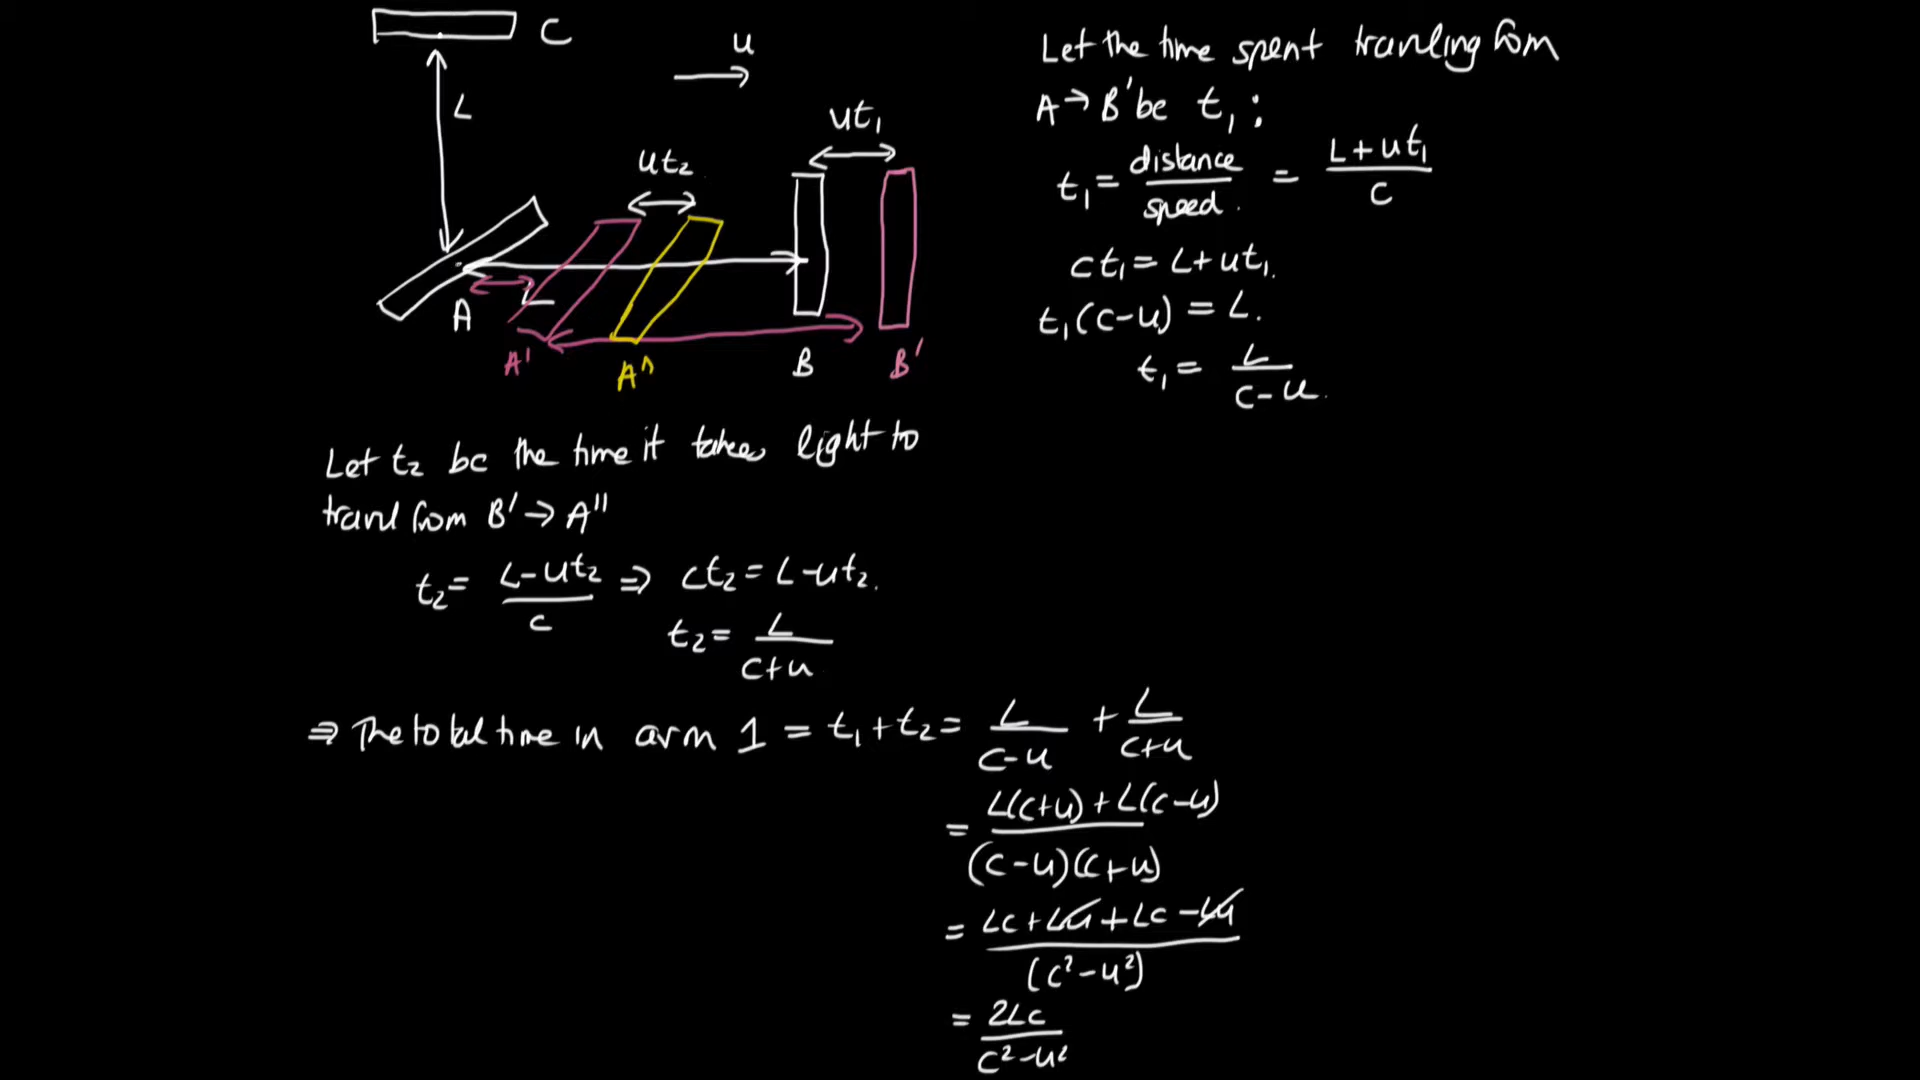 C
u
L
ut₁
ut₂
A
L
A'
A"
B
B'
Let the time spent traveling from
A → B' be t₁ :
t₁ = distance / speed = (L + ut₁) / c
ct₁ = L + ut₁.
t₁(c-u) = L.
t₁ = L / (c-u).
Let t₂ be the time it takes light to
travel from B' → A''
t₂ = (L - ut₂) / c ⇒ ct₂ = L - ut₂.
t₂ = L / (c+u)
⇒ The total time in arm 1 = t₁ + t₂ = L / (c-u) + L / (c+u)
= (L(c+u) + L(c-u)) / ((c-u)(c+u))
= (Lc + Lu + Lc - Lu) / (c² - u²)
= 2Lc / (c² - u²)